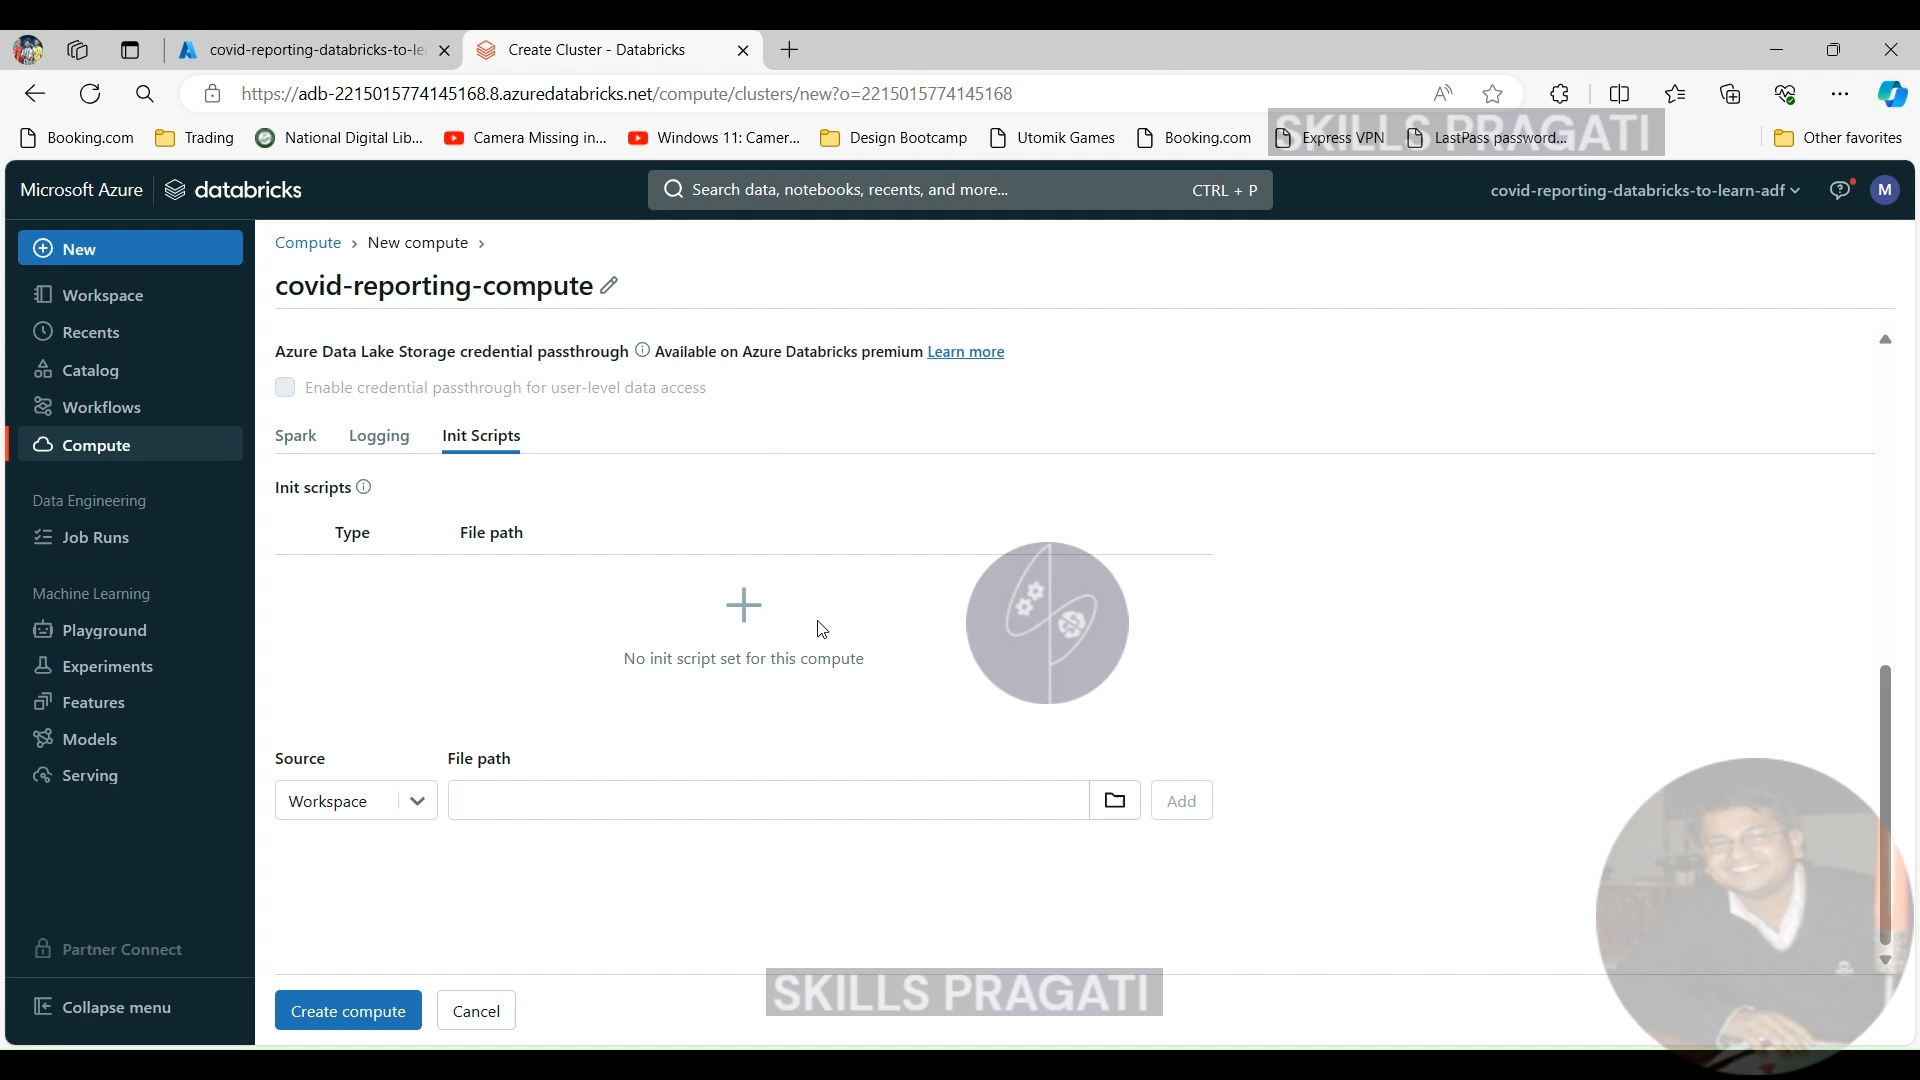 covid-reporting-databricks-to-le
Create Cluster - Databricks
https://adb-2215015774145168.8.azuredatabricks.net/compute/clusters/new?o=2215015774145168
Booking.com
Trading
National Digital Lib...
Camera Missing in...
Windows 11: Camer...
Design Bootcamp
Utomik Games
Booking.com
Express VPN
LastPass password...
Other favorites
SKILLS PRAGATI
Microsoft Azure
databricks
Search data, notebooks, recents, and more...
CTRL + P
covid-reporting-databricks-to-learn-adf
M
New
Workspace
Recents
Catalog
Workflows
Compute
Data Engineering
Job Runs
Machine Learning
Playground
Experiments
Features
Models
Serving
Partner Connect
Collapse menu
Compute > New compute >
covid-reporting-compute
Azure Data Lake Storage credential passthrough Available on Azure Databricks premium Learn more
Enable credential passthrough for user-level data access
Spark Logging Init Scripts
Init scripts
Type File path
No init script set for this compute
Source File path
Workspace
Add
Create compute Cancel
SKILLS PRAGATI